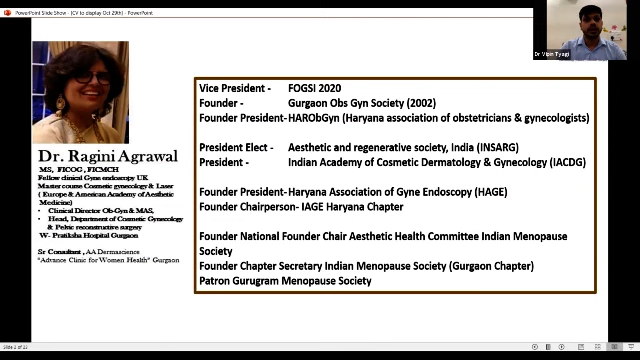 PowerPoint Slide Show - [CV to display Oct 29th] - PowerPoint
Dr Vipin Tyagi
Dr. Ragini Agrawal
MS, FICOG ,FICMCH
Fellow clinical Gyne endoscopy UK
Master course Cosmetic gynecology & Laser
( Europe & American Academy of Aesthetic
Medicine)
• Clinical Director Ob-Gyn & MAS,
• Head, Department of Cosmetic Gynecology
& Pelvic reconstructive surgery
W- Pratiksha Hospital Gurgaon
Sr Consultant , AA Dermascience
"Advance Clinic for Women Health" Gurgaon
Vice President - FOGSI 2020
Founder - Gurgaon Obs Gyn Society (2002)
Founder President-HARObGyn (Haryana association of obstetricians & gynecologists)
President Elect - Aesthetic and regenerative society, India (INSARG)
President - Indian Academy of Cosmetic Dermatology & Gynecology (IACDG)
Founder President-Haryana Association of Gyne Endoscopy (HAGE)
Founder Chairperson- IAGE Haryana Chapter
Founder National Founder Chair Aesthetic Health Committee Indian Menopause
Society
Founder Chapter Secretary Indian Menopause Society (Gurgaon Chapter)
Patron Gurugram Menopause Society
Slide 2 of 23